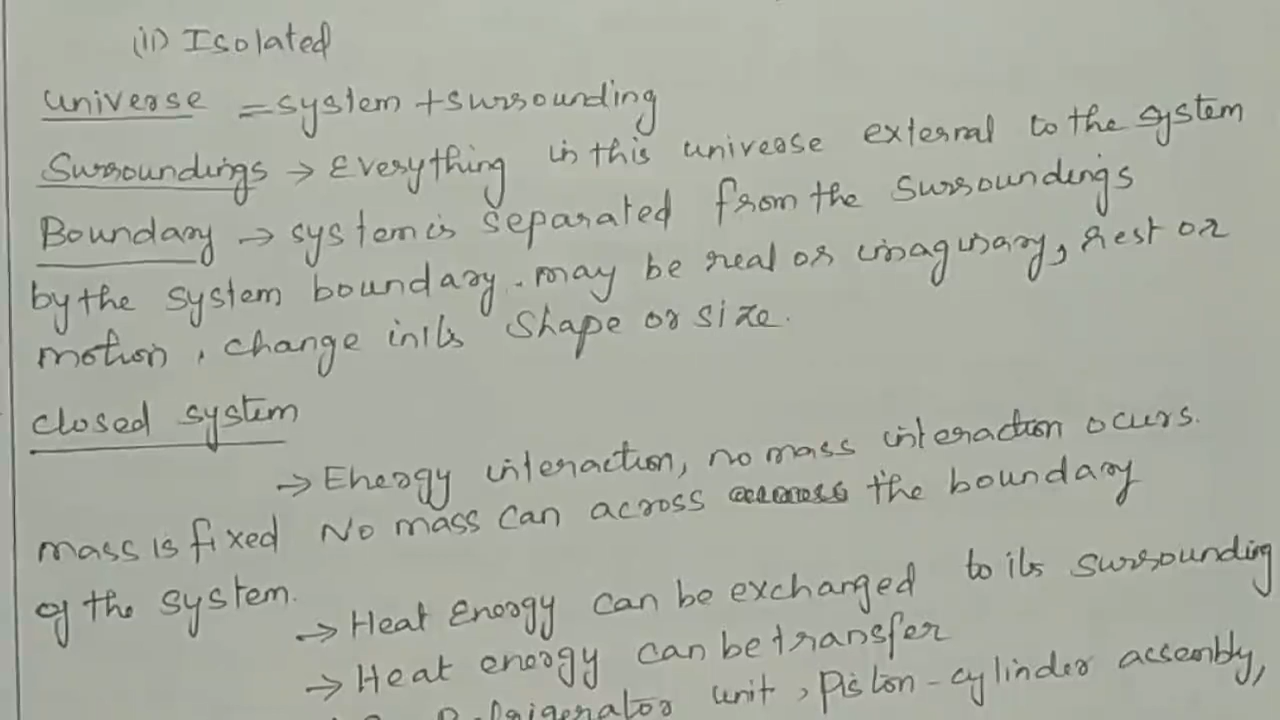 (ii) Isolated
universe = system + surrounding
Surroundings → Everything in this universe external to the system
Boundary → system is separated from the surroundings
by the system boundary. may be real or imaginary, rest or
motion, change in its shape or size.
closed system
→ Energy interaction, no mass interaction ocurs.
mass is fixed No mass can across the boundary
of the system.
→ Heat Energy can be exchanged to its surrounding
→ Heat energy can be transfer
Refrigerator unit, Piston-cylinder assembly,